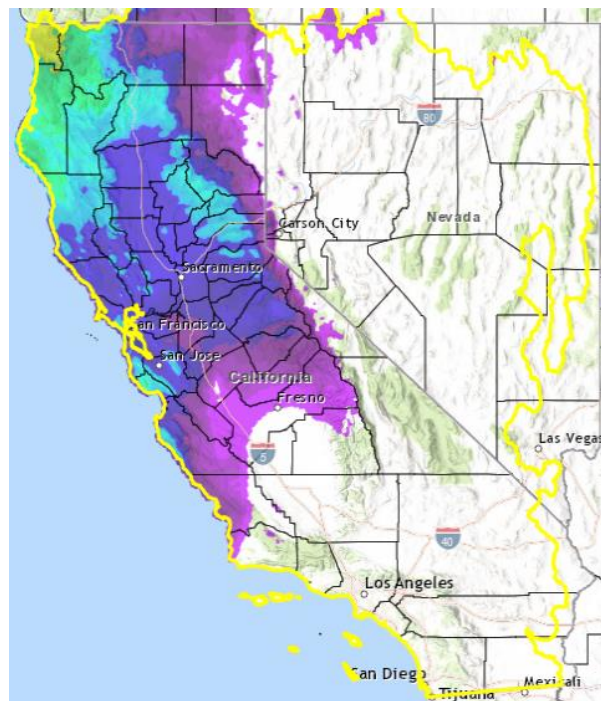 80
Carson City
Nevada
Sacramento
San Francisco
San Jose
California
Fresno
5
Las Vegas
40
Los Angeles
San Diego
Tijuana
Mexicali